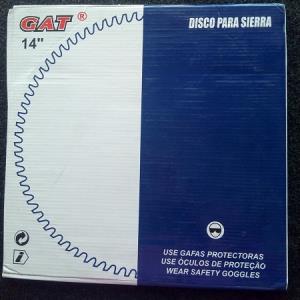 GAT ®
14"
DISCO PARA SIERRA
USE GAFAS PROTECTORAS
USE ÓCULOS DE PROTEÇÃO
WEAR SAFETY GOGGLES